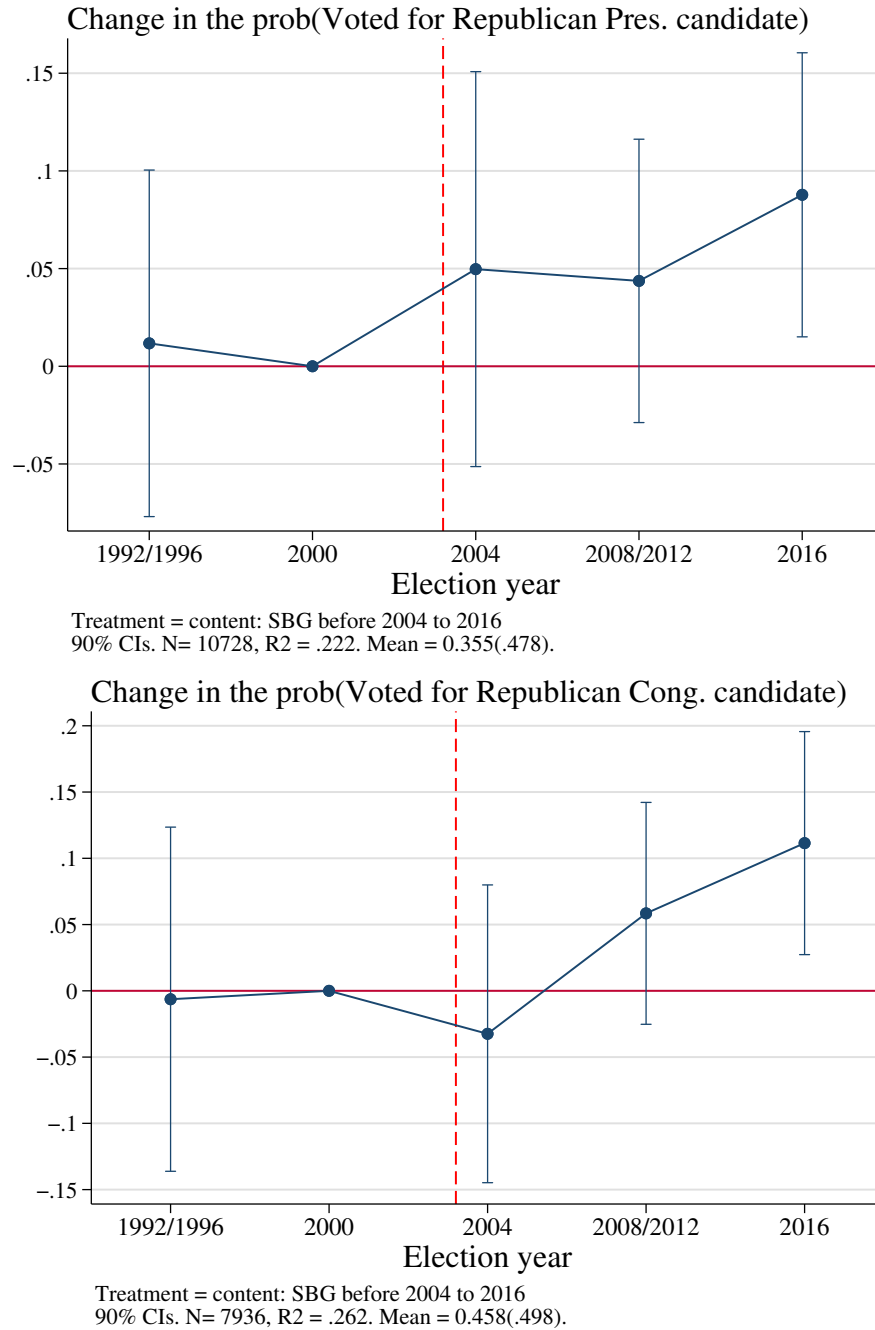 Change in the prob(Voted for Republican Pres. candidate)
.15
.1
.05
0
−.05
1992/1996 2000 2004 2008/2012 2016
Election year
Treatment = content: SBG before 2004 to 2016
90% CIs. N= 10728, R2 = .222. Mean = 0.355(.478).
Change in the prob(Voted for Republican Cong. candidate)
.2
.15
.1
.05
0
−.05
−.1
−.15
1992/1996 2000 2004 2008/2012 2016
Election year
Treatment = content: SBG before 2004 to 2016
90% CIs. N= 7936, R2 = .262. Mean = 0.458(.498).